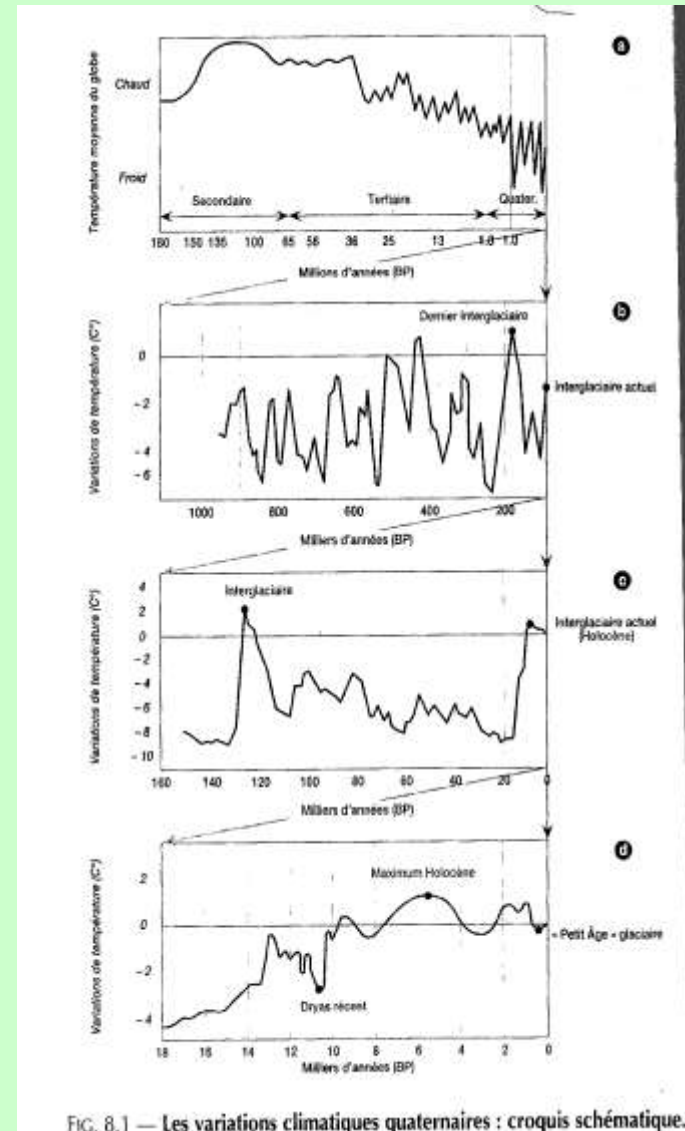 a
Température moyenne du globe
Chaud
Froid
Secondaire
Tertiaire
Quater.
180 150 135 100 65 56 36 25 13 1.8 1.0
Millions d'années (BP)
b
Variations de température (C°)
Dernier Interglaciaire
Interglaciaire actuel
0
- 2
- 4
- 6
1000 800 600 400 200
Milliers d'années (BP)
c
Variations de température (C°)
Interglaciaire
Interglaciaire actuel
(Holocène)
4
2
0
- 2
- 4
- 6
- 8
- 10
160 140 120 100 80 60 40 20 0
Milliers d'années (BP)
d
Variations de température (C°)
Maximum Holocène
« Petit Âge » glaciaire
Dryas récent
2
0
- 2
- 4
18 16 14 12 10 8 6 4 2 0
Milliers d'années (BP)
FIG. 8.1 — Les variations climatiques quaternaires : croquis schématique.